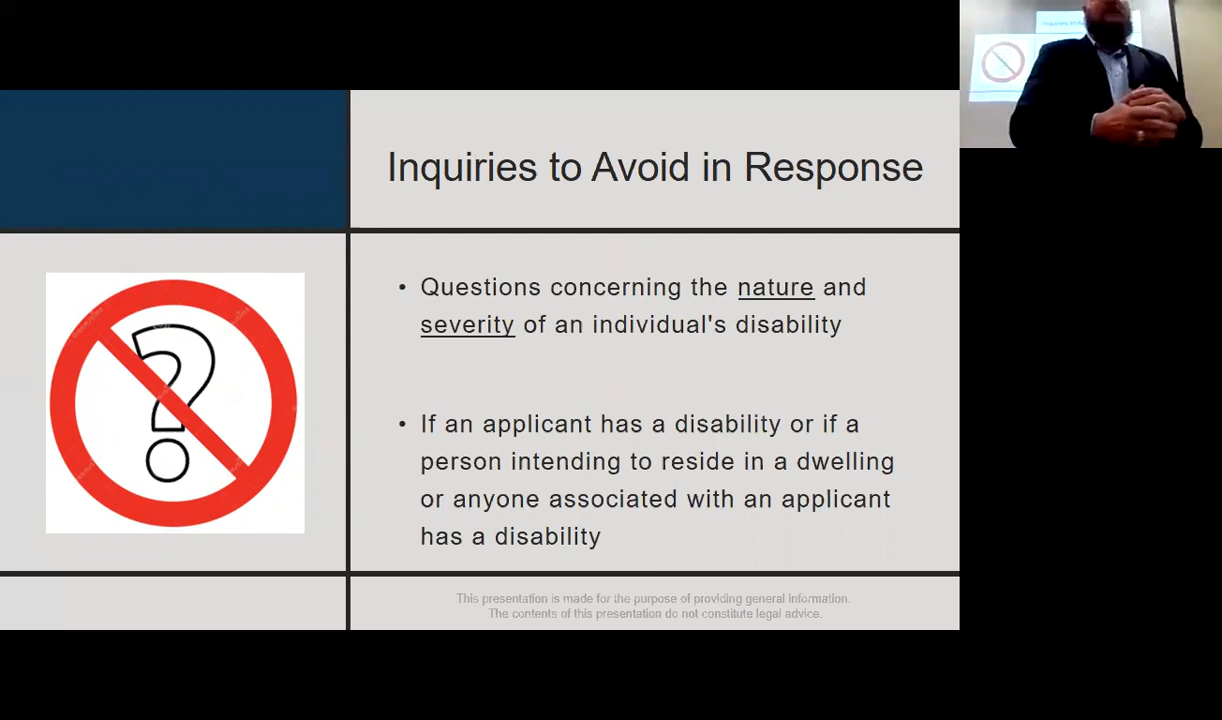 Inquiries to Avoid in Response
• Questions concerning the nature and
severity of an individual's disability
• If an applicant has a disability or if a
person intending to reside in a dwelling
or anyone associated with an applicant
has a disability
This presentation is made for the purpose of providing general information.
The contents of this presentation do not constitute legal advice.